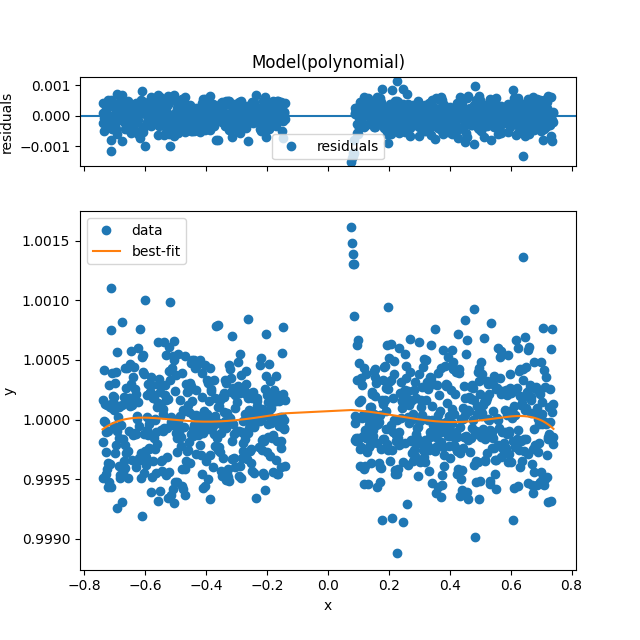 Model(polynomial)
0.001
0.000
−0.001
residuals
residuals
data
best-fit
1.0015
1.0010
1.0005
1.0000
0.9995
0.9990
y
−0.8
−0.6
−0.4
−0.2
0.0
0.2
0.4
0.6
0.8
x